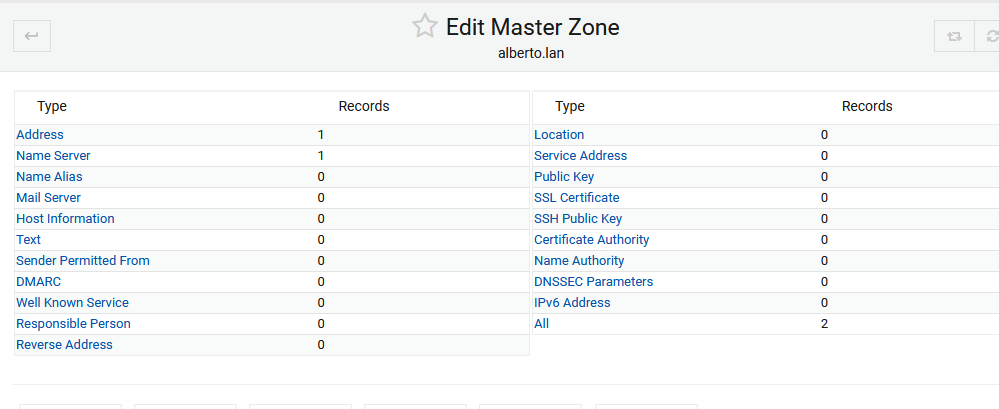 Edit Master Zone
alberto.lan
Type Records Type Records
Address 1 Location 0
Name Server 1 Service Address 0
Name Alias 0 Public Key 0
Mail Server 0 SSL Certificate 0
Host Information 0 SSH Public Key 0
Text 0 Certificate Authority 0
Sender Permitted From 0 Name Authority 0
DMARC 0 DNSSEC Parameters 0
Well Known Service 0 IPv6 Address 0
Responsible Person 0 All 2
Reverse Address 0